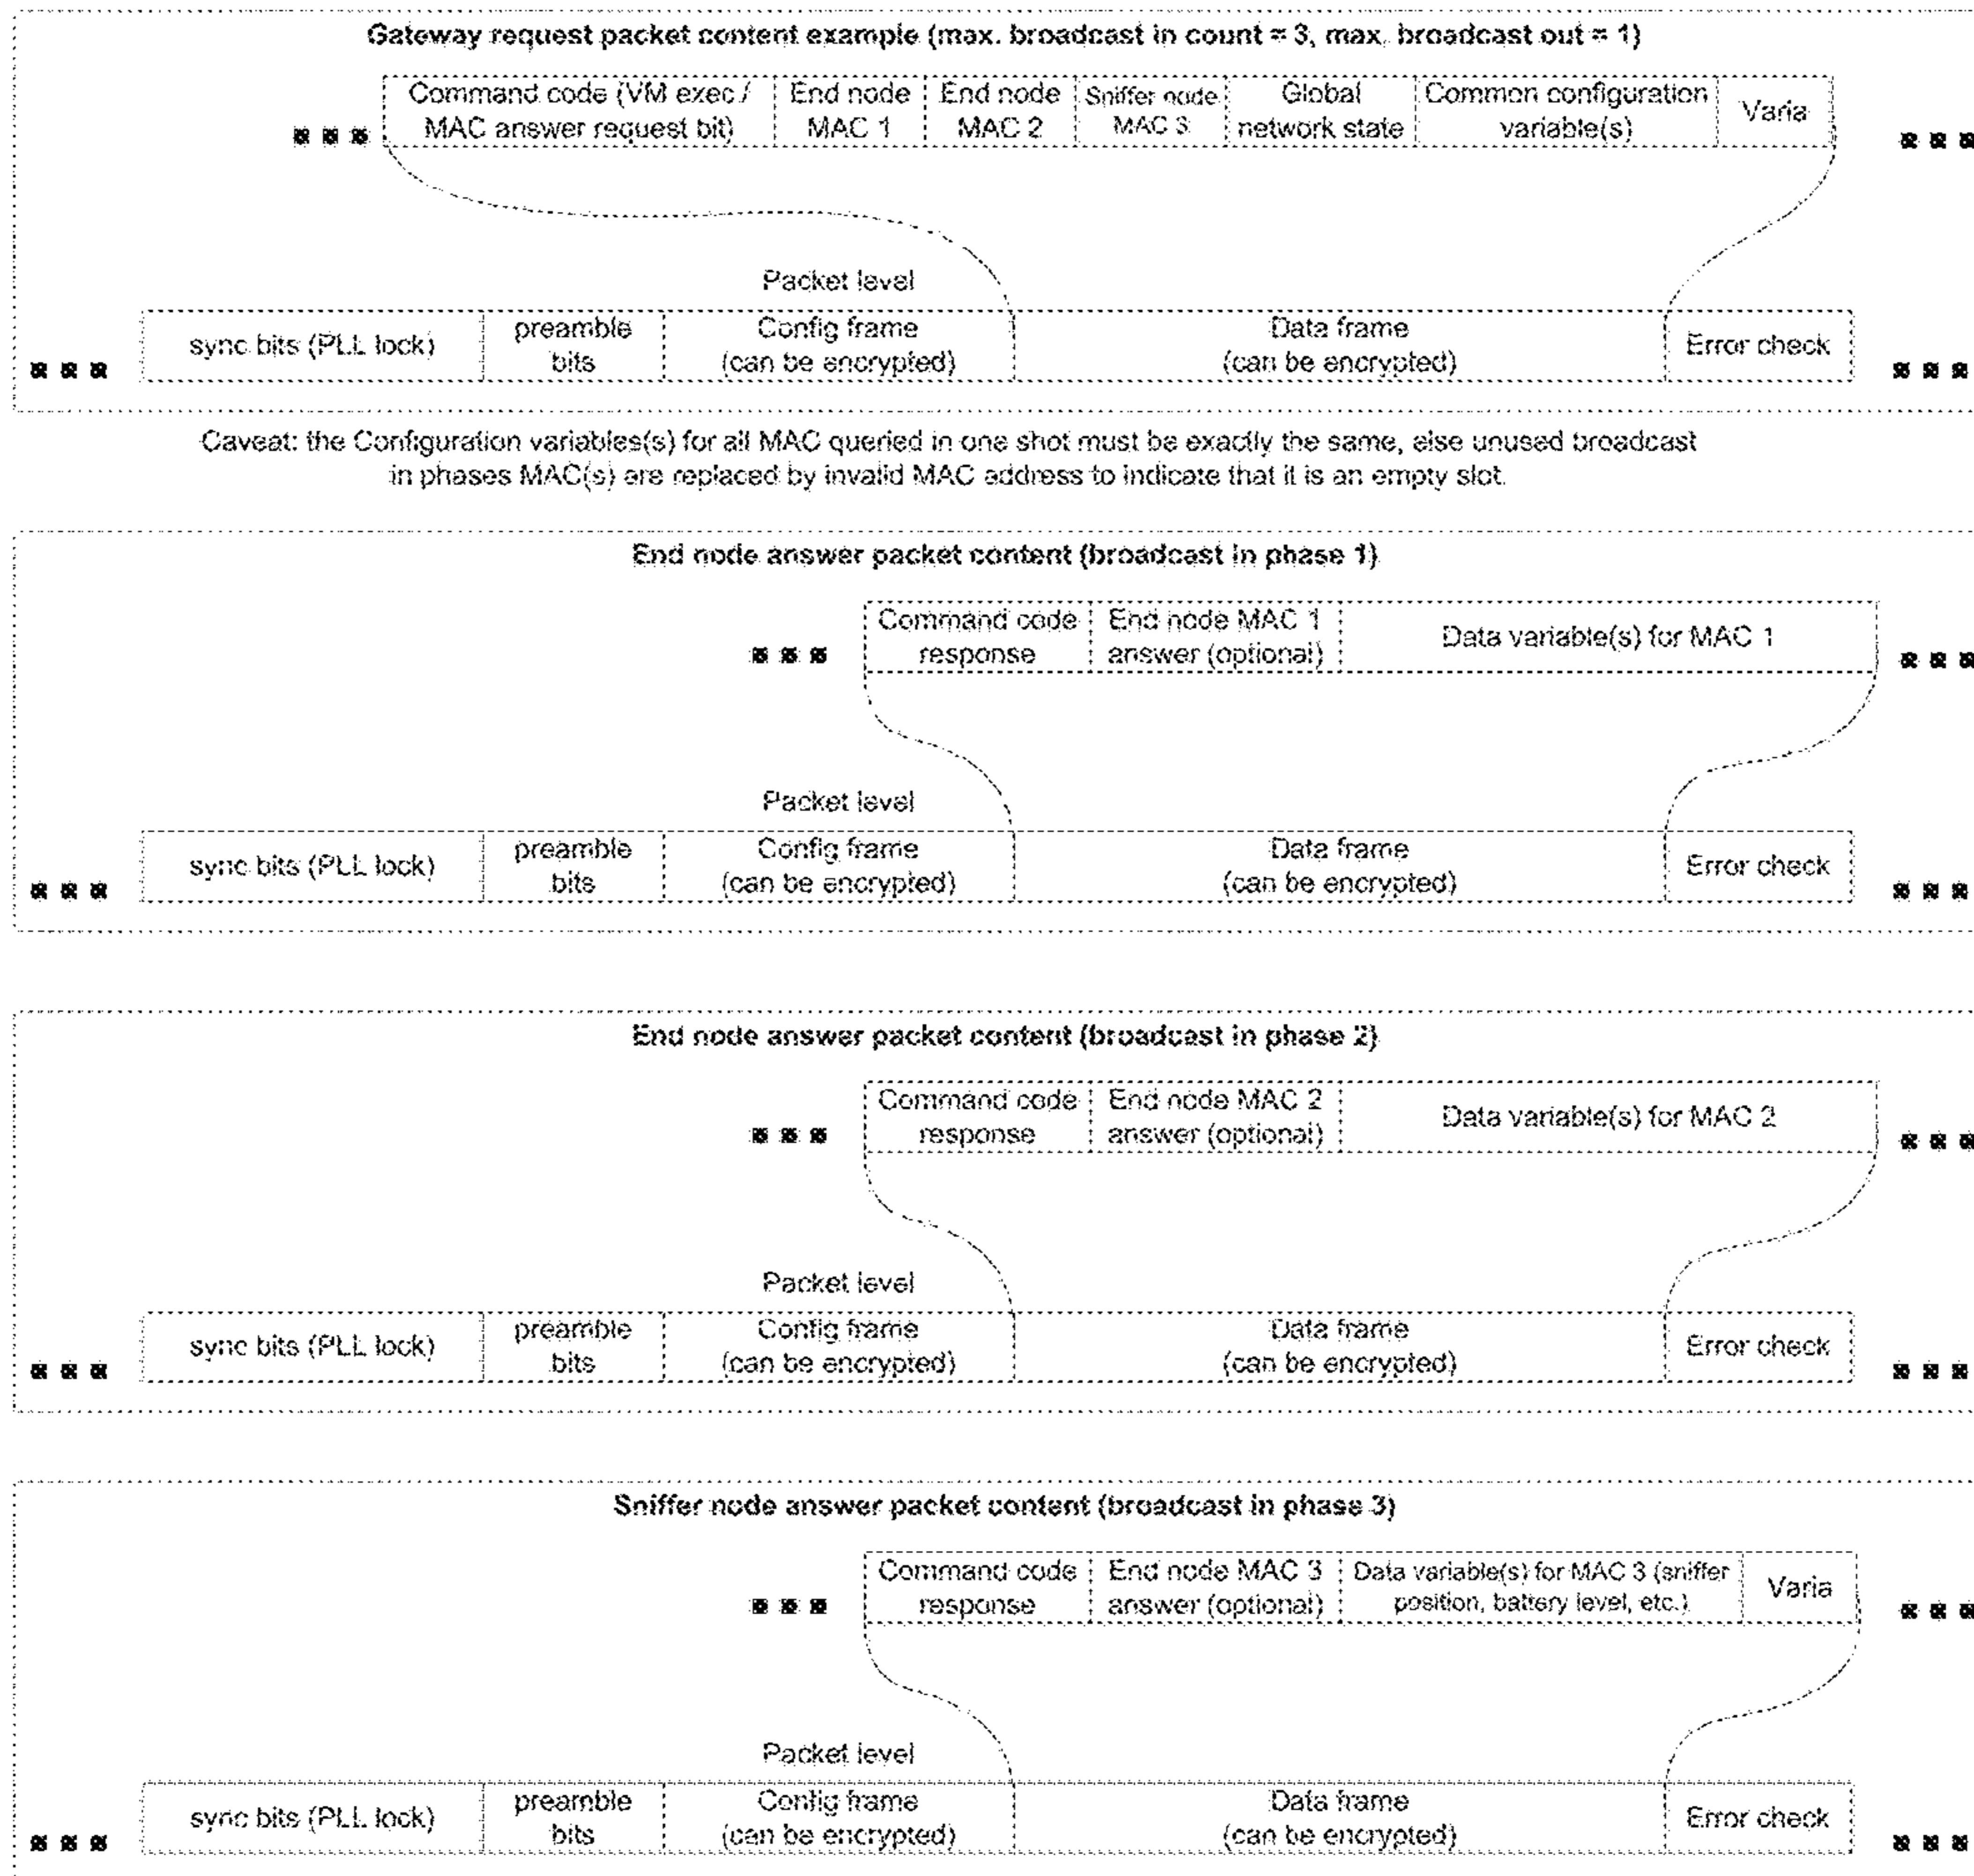 Gateway request packet content example (max. broadcast in count = 3, max. broadcast out = 1)
Command code (VM exec / MAC answer request bit)
End node MAC 1
End node MAC 2
Sniffer node MAC 3
Global network state
Common configuration variable(s)
Varia
Packet level
sync bits (PLL lock)
preamble bits
Config frame (can be encrypted)
Data frame (can be encrypted)
Error check
Caveat: the Configuration variables(s) for all MAC queried in one shot must be exactly the same, else unused broadcast
in phases MAC(s) are replaced by invalid MAC address to indicate that it is an empty slot.
End node answer packet content (broadcast in phase 1)
Command code response
End node MAC 1 answer (optional)
Data variable(s) for MAC 1
Packet level
sync bits (PLL lock)
preamble bits
Config frame (can be encrypted)
Data frame (can be encrypted)
Error check
End node answer packet content (broadcast in phase 2)
Command code response
End node MAC 2 answer (optional)
Data variable(s) for MAC 2
Packet level
sync bits (PLL lock)
preamble bits
Config frame (can be encrypted)
Data frame (can be encrypted)
Error check
Sniffer node answer packet content (broadcast in phase 3)
Command code response
End node MAC 3 answer (optional)
Data variable(s) for MAC 3 (sniffer position, battery level, etc.)
Varia
Packet level
sync bits (PLL lock)
preamble bits
Config frame (can be encrypted)
Data frame (can be encrypted)
Error check